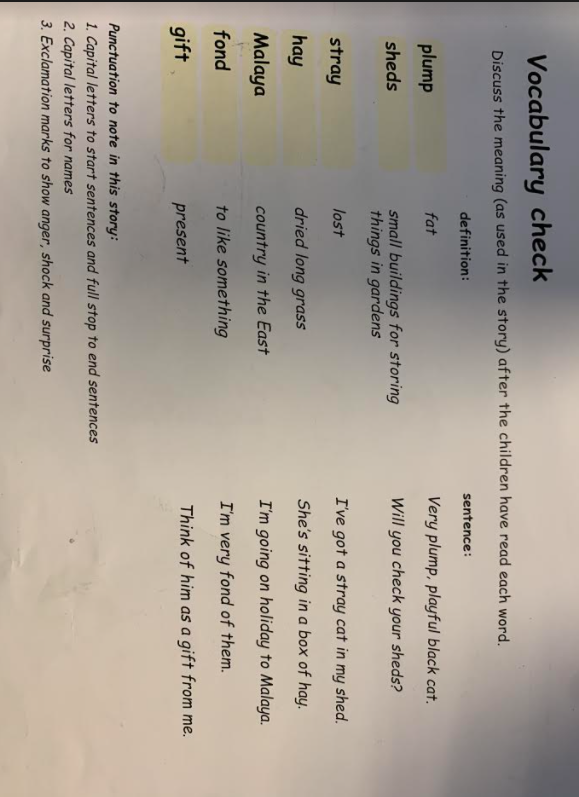 Vocabulary check
Discuss the meaning (as used in the story) after the children have read each word.
definition: sentence:
plump fat Very plump, playful black cat.
sheds small buildings for storing Will you check your sheds?
things in gardens
stray lost I've got a stray cat in my shed.
hay dried long grass She's sitting in a box of hay.
Malaya country in the East I'm going on holiday to Malaya.
fond to like something I'm very fond of them.
gift present Think of him as a gift from me.
Punctuation to note in this story:
1. Capital letters to start sentences and full stop to end sentences
2. Capital letters for names
3. Exclamation marks to show anger, shock and surprise